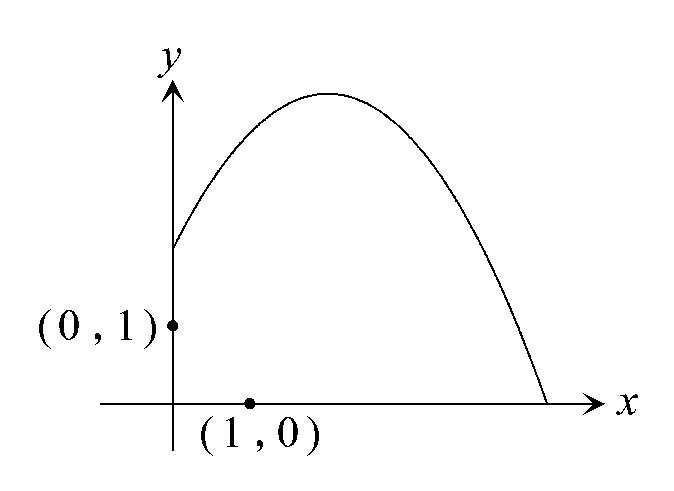 y
(0,1)
x
(1,0)